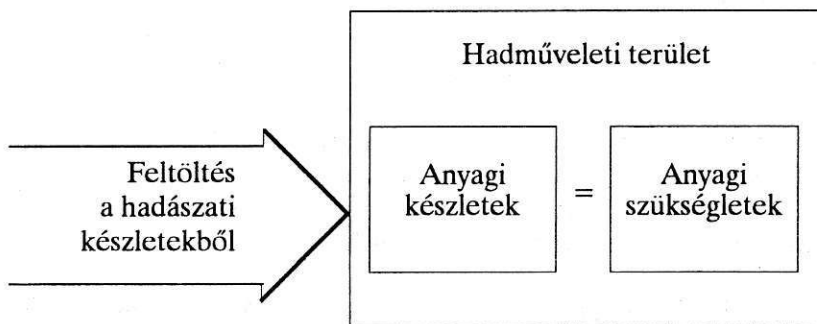 Hadműveleti terület
Feltöltés
a hadászati
készletekből
Anyagi
készletek
=
Anyagi
szükségletek